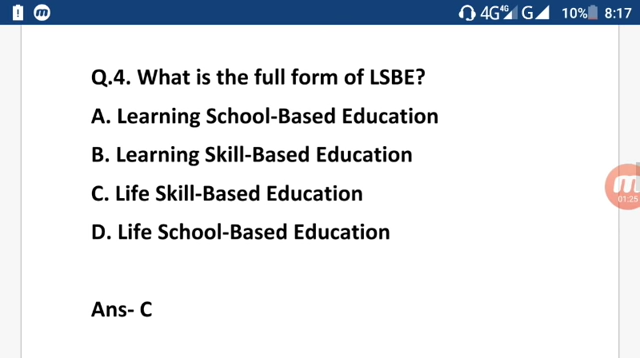 4G 4G G 10% 8:17
Q.4. What is the full form of LSBE?
A. Learning School-Based Education
B. Learning Skill-Based Education
C. Life Skill-Based Education
D. Life School-Based Education
01:25
Ans- C